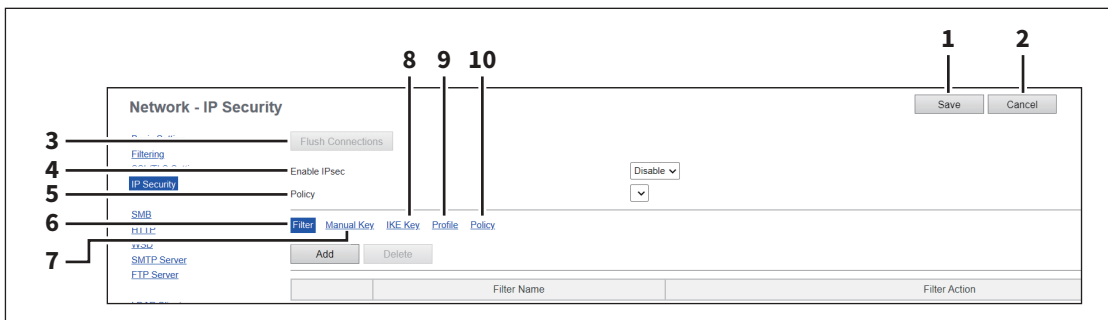 1 2
8 9 10
Network - IP Security
Save Cancel
3
Flush Connections
Filtering
4
Enable IPsec Disable
IP Security
5
Policy
SMB
6
Filter Manual Key IKE Key Profile Policy
HTTP
WSD
7
Add Delete
SMTP Server
FTP Server
Filter Name Filter Action